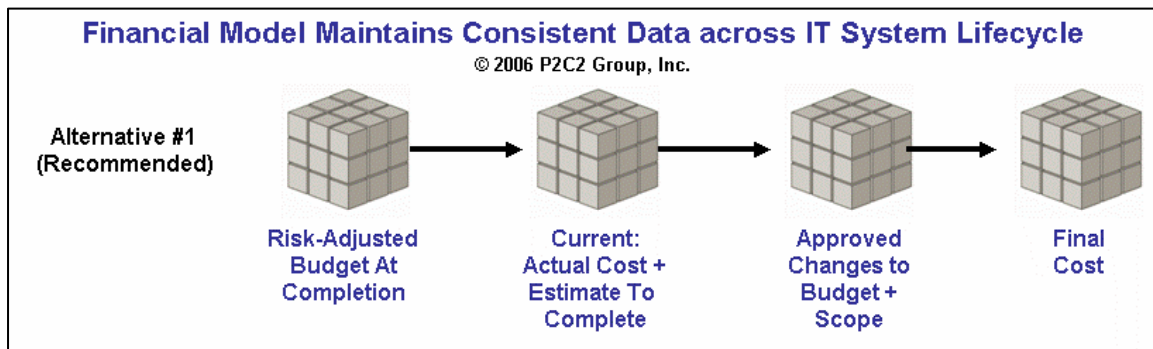 Financial Model Maintains Consistent Data across IT System Lifecycle
© 2006 P2C2 Group, Inc.
Alternative #1
(Recommended)
Risk-Adjusted
Budget At
Completion
Current:
Actual Cost +
Estimate To
Complete
Approved
Changes to
Budget +
Scope
Final
Cost